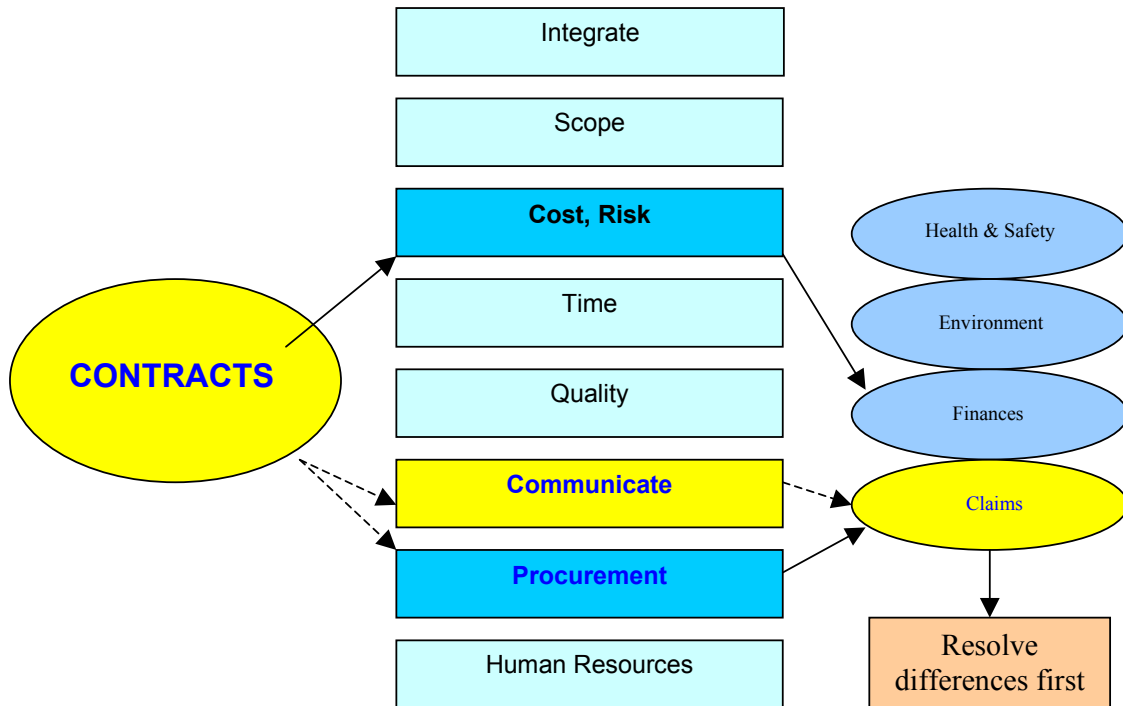 Integrate
Scope
Cost, Risk
Health & Safety
Time
Environment
CONTRACTS
Quality
Finances
Communicate
Claims
Procurement
Human Resources
Resolve
differences first